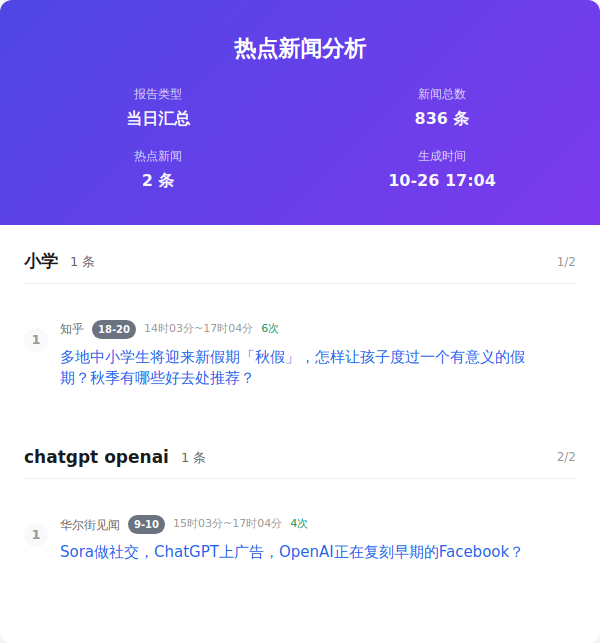 热点新闻分析
报告类型
新闻总数
当日汇总
836 条
热点新闻
生成时间
2 条
10-26 17:04
小学 1 条 1/2
1 知乎 18-20 14时03分~17时04分 6次
多地中小学生将迎来新假期「秋假」，怎样让孩子度过一个有意义的假
期？秋季有哪些好去处推荐？
chatgpt openai 1 条 2/2
1 华尔街见闻 9-10 15时03分~17时04分 4次
Sora做社交，ChatGPT上广告，OpenAI正在复刻早期的Facebook？